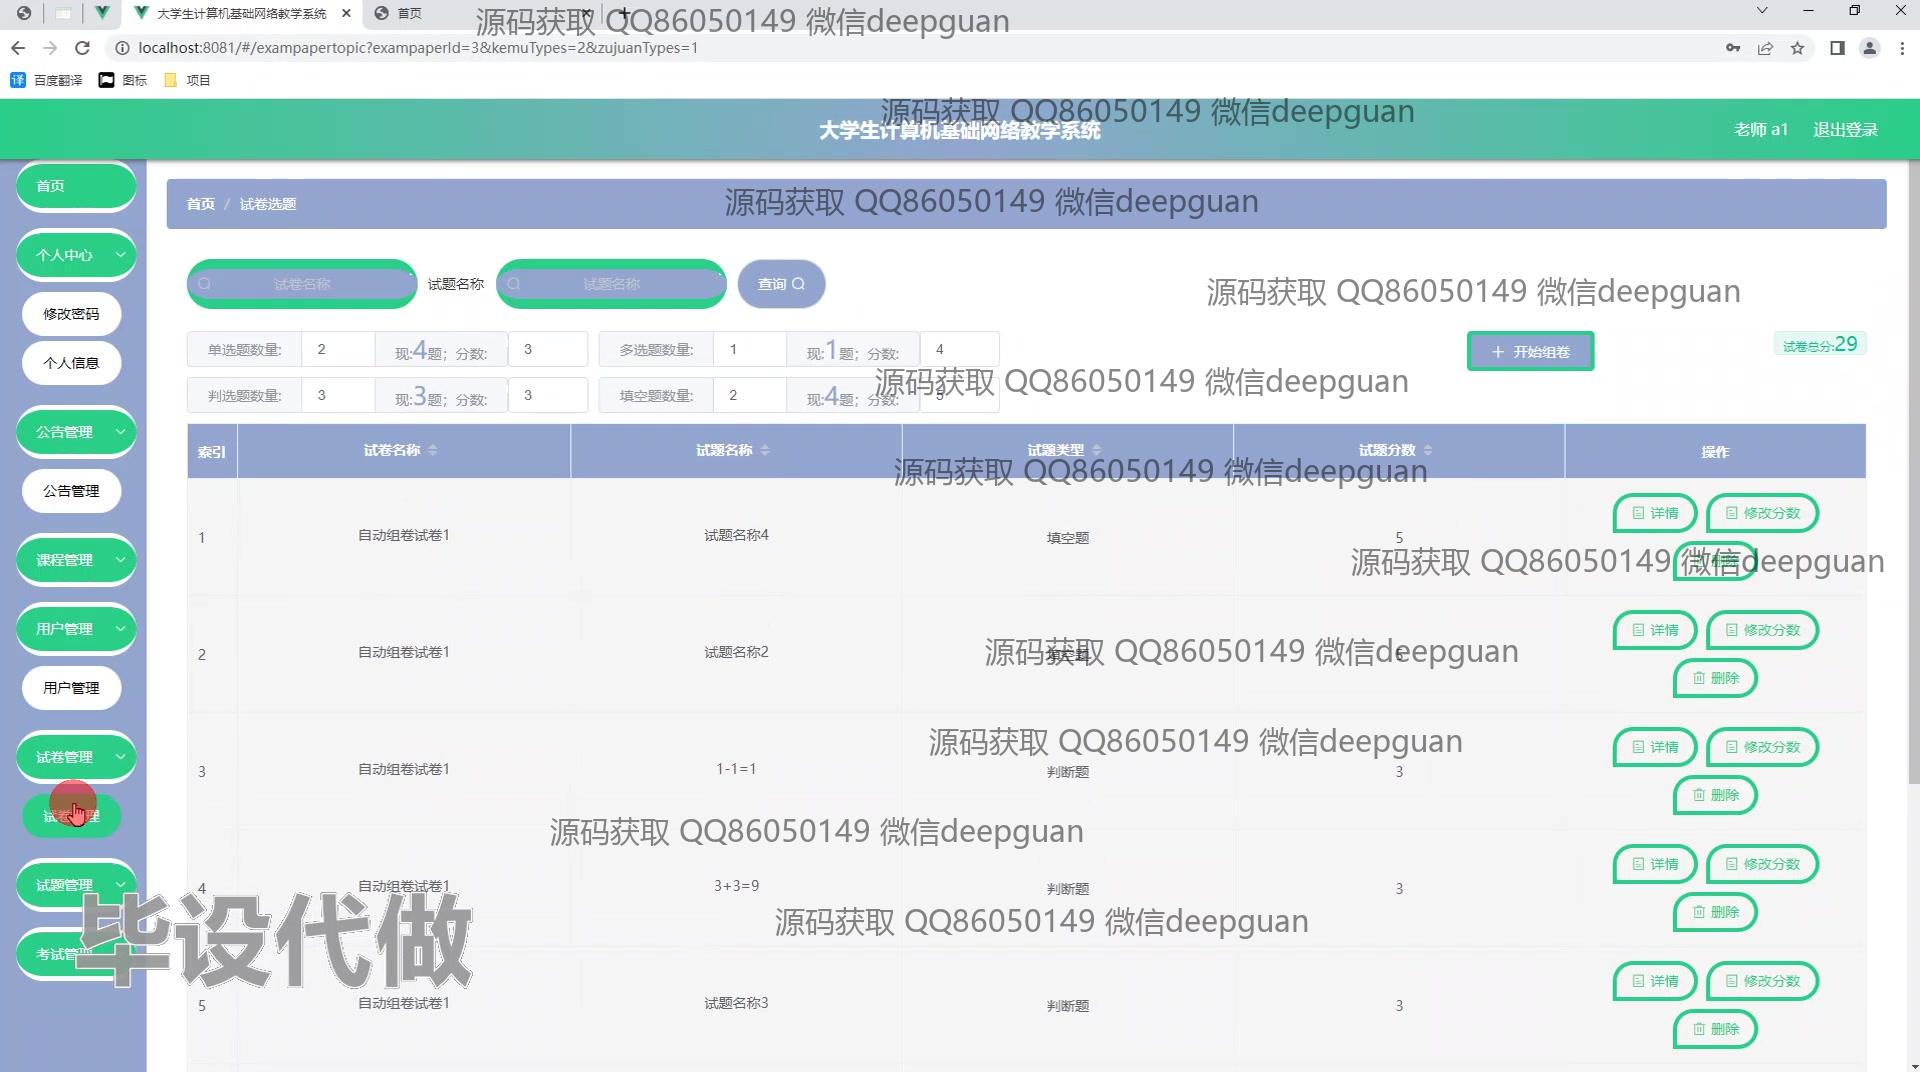 大学生计算机基础网络教学系统
首页
源码获取 QQ86050149 微信deepguan
localhost:8081/#/exampapertopic?exampaperId=3&kemuTypes=2&zujuanTypes=1
百度翻译 图标 项目
源码获取 QQ86050149 微信deepguan
大学生计算机基础网络教学系统
老师 a1 退出登录
首页
首页 / 试卷选题
源码获取 QQ86050149 微信deepguan
个人中心
试卷名称 试题名称 试题名称 查询
源码获取 QQ86050149 微信deepguan
修改密码
单选题数量: 2 现:4题; 分数: 3 多选题数量: 1 现:1题; 分数: 4
开始组卷 试卷总分:29
个人信息
源码获取 QQ86050149 微信deepguan
判选题数量: 3 现:3题; 分数: 3 填空题数量: 2 现:4题; 分数: 5
公告管理
索引 试卷名称 试题名称 试题类型 试题分数 操作
源码获取 QQ86050149 微信deepguan
公告管理
1 自动组卷试卷1 试题名称4 填空题 5 详情 修改分数
删除
源码获取 QQ86050149 微信deepguan
课程管理
用户管理
2 自动组卷试卷1 试题名称2 填空题 5 详情 修改分数
删除
源码获取 QQ86050149 微信deepguan
用户管理
试卷管理
3 自动组卷试卷1 1-1=1 判断题 3 详情 修改分数
删除
源码获取 QQ86050149 微信deepguan
试卷管理
源码获取 QQ86050149 微信deepguan
试题管理
4 自动组卷试卷1 3+3=9 判断题 3 详情 修改分数
删除
源码获取 QQ86050149 微信deepguan
考试管理
毕设代做
5 自动组卷试卷1 试题名称3 判断题 3 详情 修改分数
删除